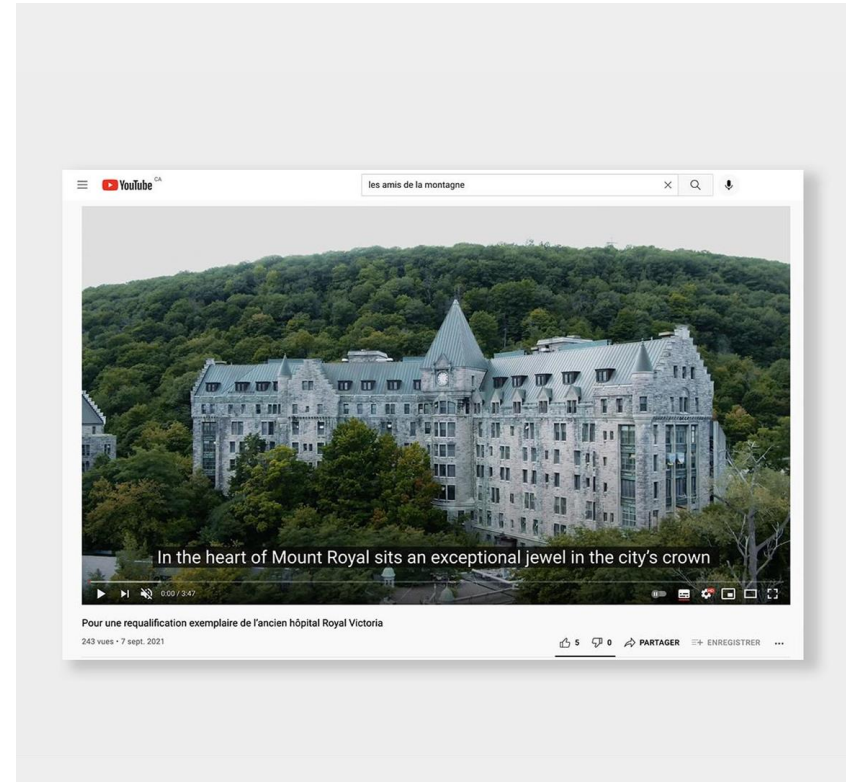 YouTube CA
les amis de la montagne
In the heart of Mount Royal sits an exceptional jewel in the city's crown
0:00 / 3:47
Pour une requalification exemplaire de l'ancien hôpital Royal Victoria
243 vues • 7 sept. 2021
5 0 PARTAGER ENREGISTRER